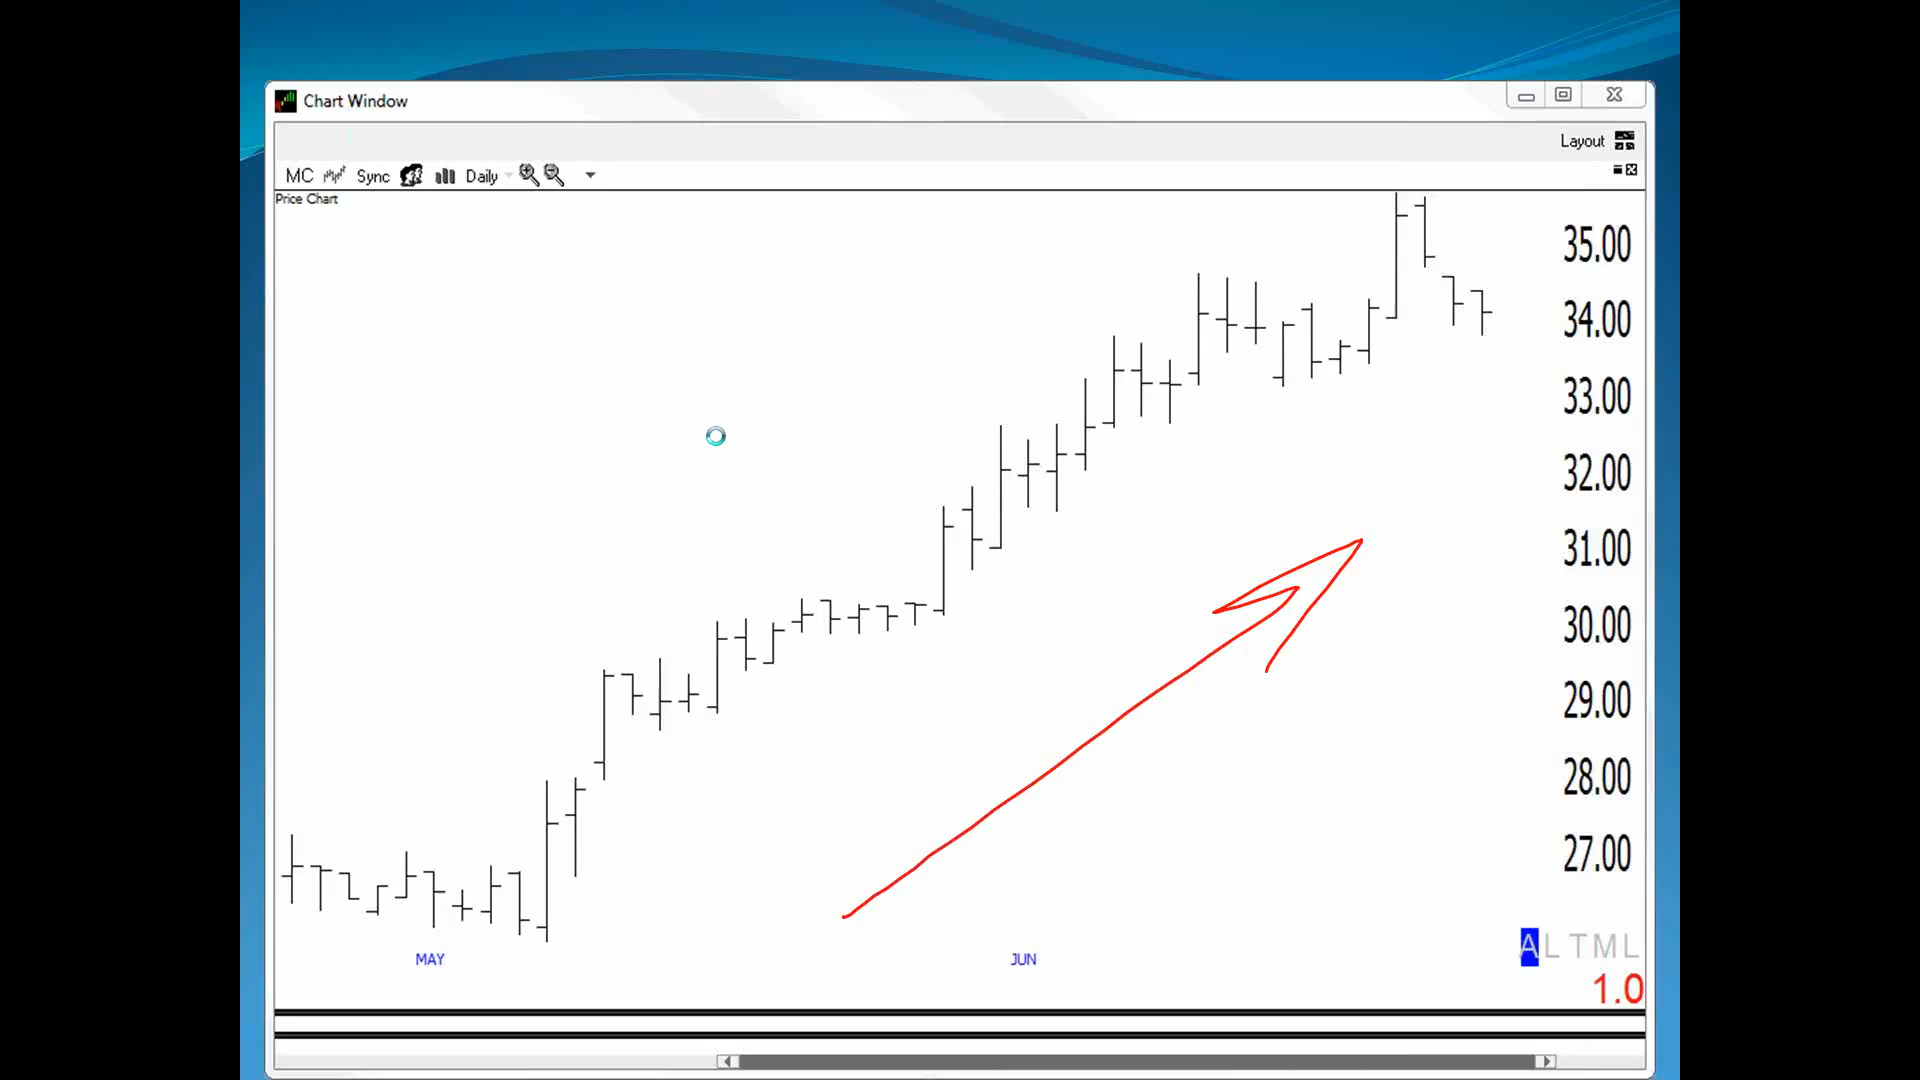 Chart Window
Layout
MC Sync Daily
Price Chart
35.00
34.00
33.00
32.00
31.00
30.00
29.00
28.00
27.00
A L T M L
MAY JUN
1.0